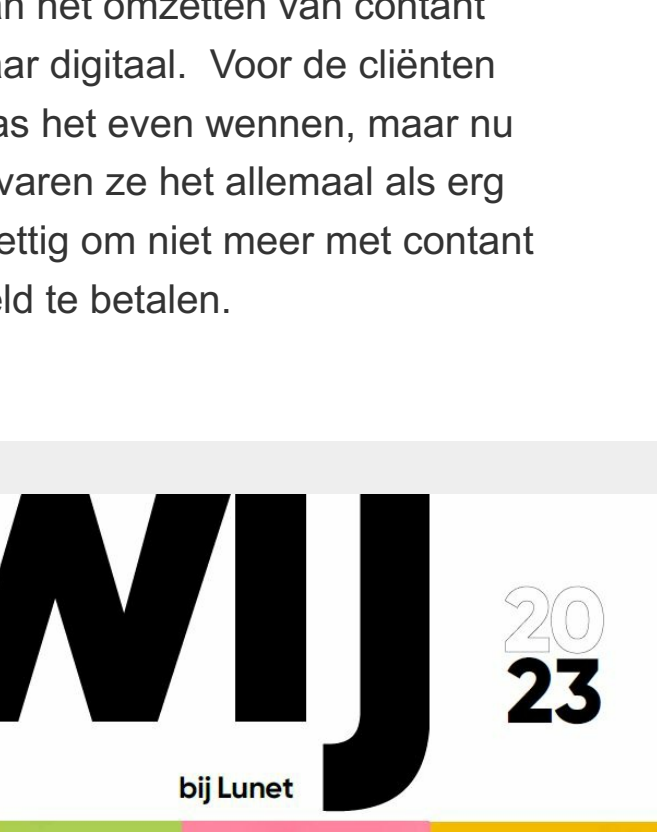 an het omzetten van contant
aar digitaal. Voor de cliënten
as het even wennen, maar nu
varen ze het allemaal als erg
ettig om niet meer met contant
eld te betalen.
WIJ
20
23
bij Lunet